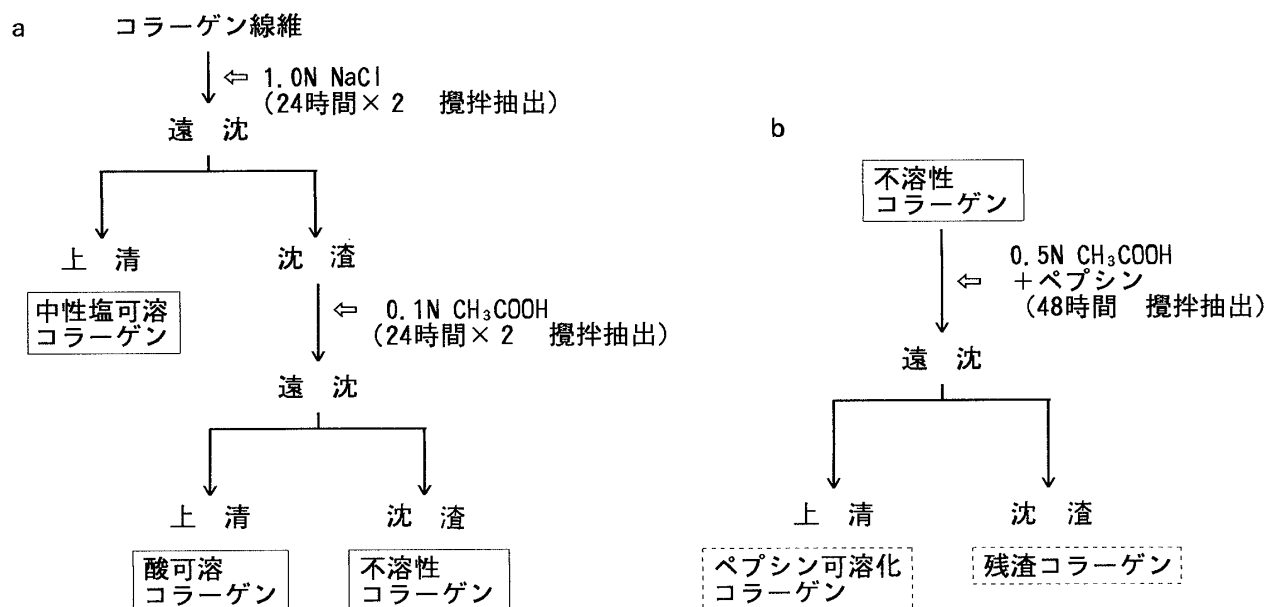 a
コラーゲン線維
⇦ 1.0N NaCl
(24時間×2 攪拌抽出)
遠 沈
上 清
沈 渣
中性塩可溶
コラーゲン
⇦ 0.1N CH₃COOH
(24時間×2 攪拌抽出)
遠 沈
上 清
沈 渣
酸可溶
コラーゲン
不溶性
コラーゲン
b
不溶性
コラーゲン
⇦ 0.5N CH₃COOH
+ペプシン
(48時間 攪拌抽出)
遠 沈
上 清
沈 渣
ペプシン可溶化
コラーゲン
残渣コラーゲン